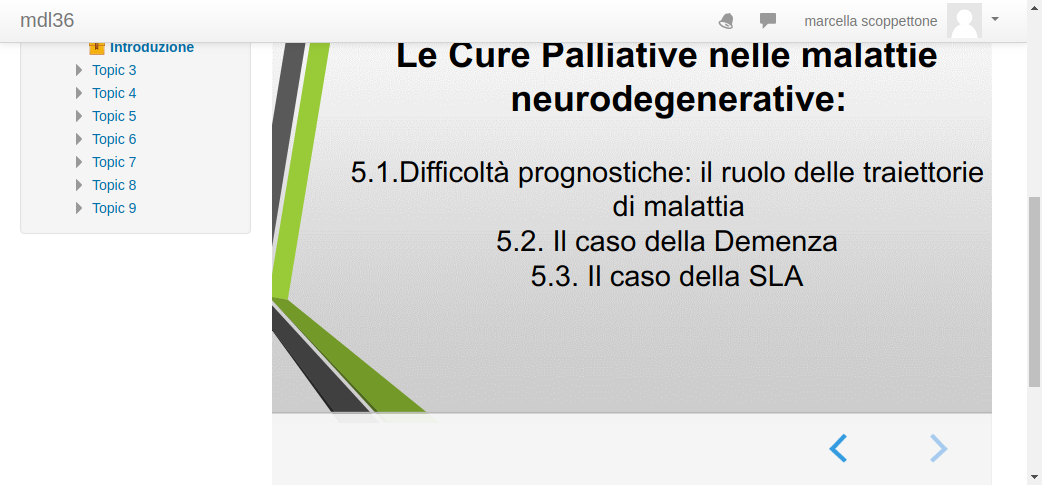 mdl36
marcella scoppettone
Introduzione
Topic 3
Topic 4
Topic 5
Topic 6
Topic 7
Topic 8
Topic 9
Le Cure Palliative nelle malattie
neurodegenerative:
5.1.Difficoltà prognostiche: il ruolo delle traiettorie
di malattia
5.2. Il caso della Demenza
5.3. Il caso della SLA